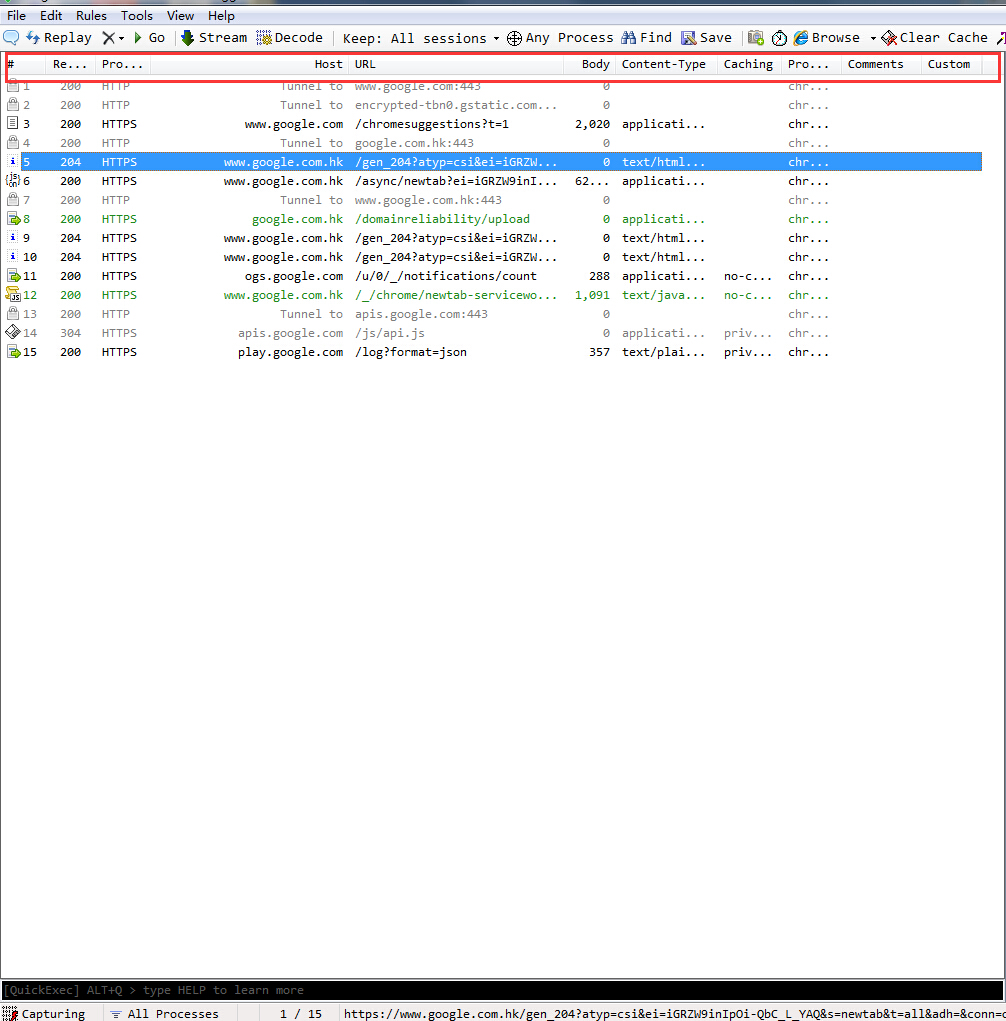 File Edit Rules Tools View Help
Replay Go Stream Decode Keep: All sessions Any Process Find Save Browse Clear Cache
# Re... Pro... Host URL Body Content-Type Caching Pro... Comments Custom
1 200 HTTP Tunnel to www.google.com:443 0 chr...
2 200 HTTP Tunnel to encrypted-tbn0.gstatic.com... 0 chr...
3 200 HTTPS www.google.com /chromesuggestions?t=1 2,020 applicati... chr...
4 200 HTTP Tunnel to google.com.hk:443 0 chr...
5 204 HTTPS www.google.com.hk /gen_204?atyp=csi&ei=iGRZW... 0 text/html... chr...
6 200 HTTPS www.google.com.hk /async/newtab?ei=iGRZW9inI... 62... applicati... chr...
7 200 HTTP Tunnel to www.google.com.hk:443 0 chr...
8 200 HTTPS google.com.hk /domainreliability/upload 0 applicati... chr...
9 204 HTTPS www.google.com.hk /gen_204?atyp=csi&ei=iGRZW... 0 text/html... chr...
10 204 HTTPS www.google.com.hk /gen_204?atyp=csi&ei=iGRZW... 0 text/html... chr...
11 200 HTTPS ogs.google.com /u/0/_/notifications/count 288 applicati... no-c... chr...
12 200 HTTPS www.google.com.hk /_/chrome/newtab-servicewo... 1,091 text/java... no-c... chr...
13 200 HTTP Tunnel to apis.google.com:443 0 chr...
14 304 HTTPS apis.google.com /js/api.js 0 applicati... priv... chr...
15 200 HTTPS play.google.com /log?format=json 357 text/plai... priv... chr...
[QuickExec] ALT+Q > type HELP to learn more
Capturing All Processes 1 / 15 https://www.google.com.hk/gen_204?atyp=csi&ei=iGRZW9inIpOi-QbC_L_YAQ&s=newtab&t=all&adh=&conn=o